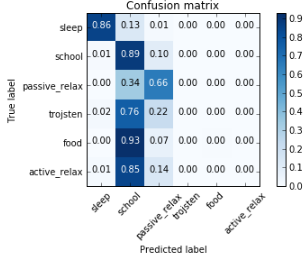 Confusion matrix
sleep 0.86 0.13 0.01 0.00 0.00 0.00
school 0.01 0.89 0.10 0.00 0.00 0.00
passive_relax 0.00 0.34 0.66 0.00 0.00 0.00
trojsten 0.02 0.76 0.22 0.00 0.00 0.00
food 0.00 0.93 0.07 0.00 0.00 0.00
active_relax 0.01 0.85 0.14 0.00 0.00 0.00
True label
sleep school passive_relax trojsten food active_relax
Predicted label
0.9
0.8
0.7
0.6
0.5
0.4
0.3
0.2
0.1
0.0